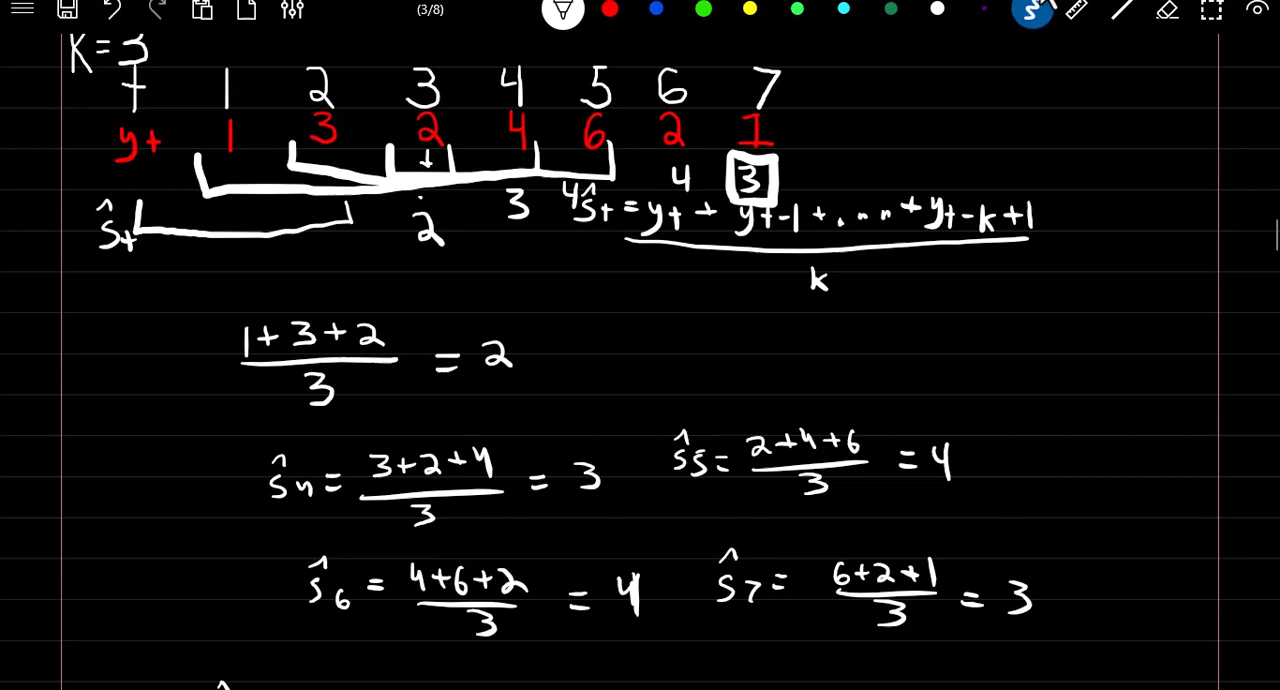 (3/8)
K = 3
t 1 2 3 4 5 6 7
yt 1 3 2 4 6 2 1
ŝt 2 3 4 4 3
ŝt = yt + yt-1 + .... + yt-k+1
k
1+3+2
3
= 2
ŝ4 = 3+2+4 / 3 = 3 ŝ5 = 2+4+6 / 3 = 4
ŝ6 = 4+6+2 / 3 = 4 ŝ7 = 6+2+1 / 3 = 3